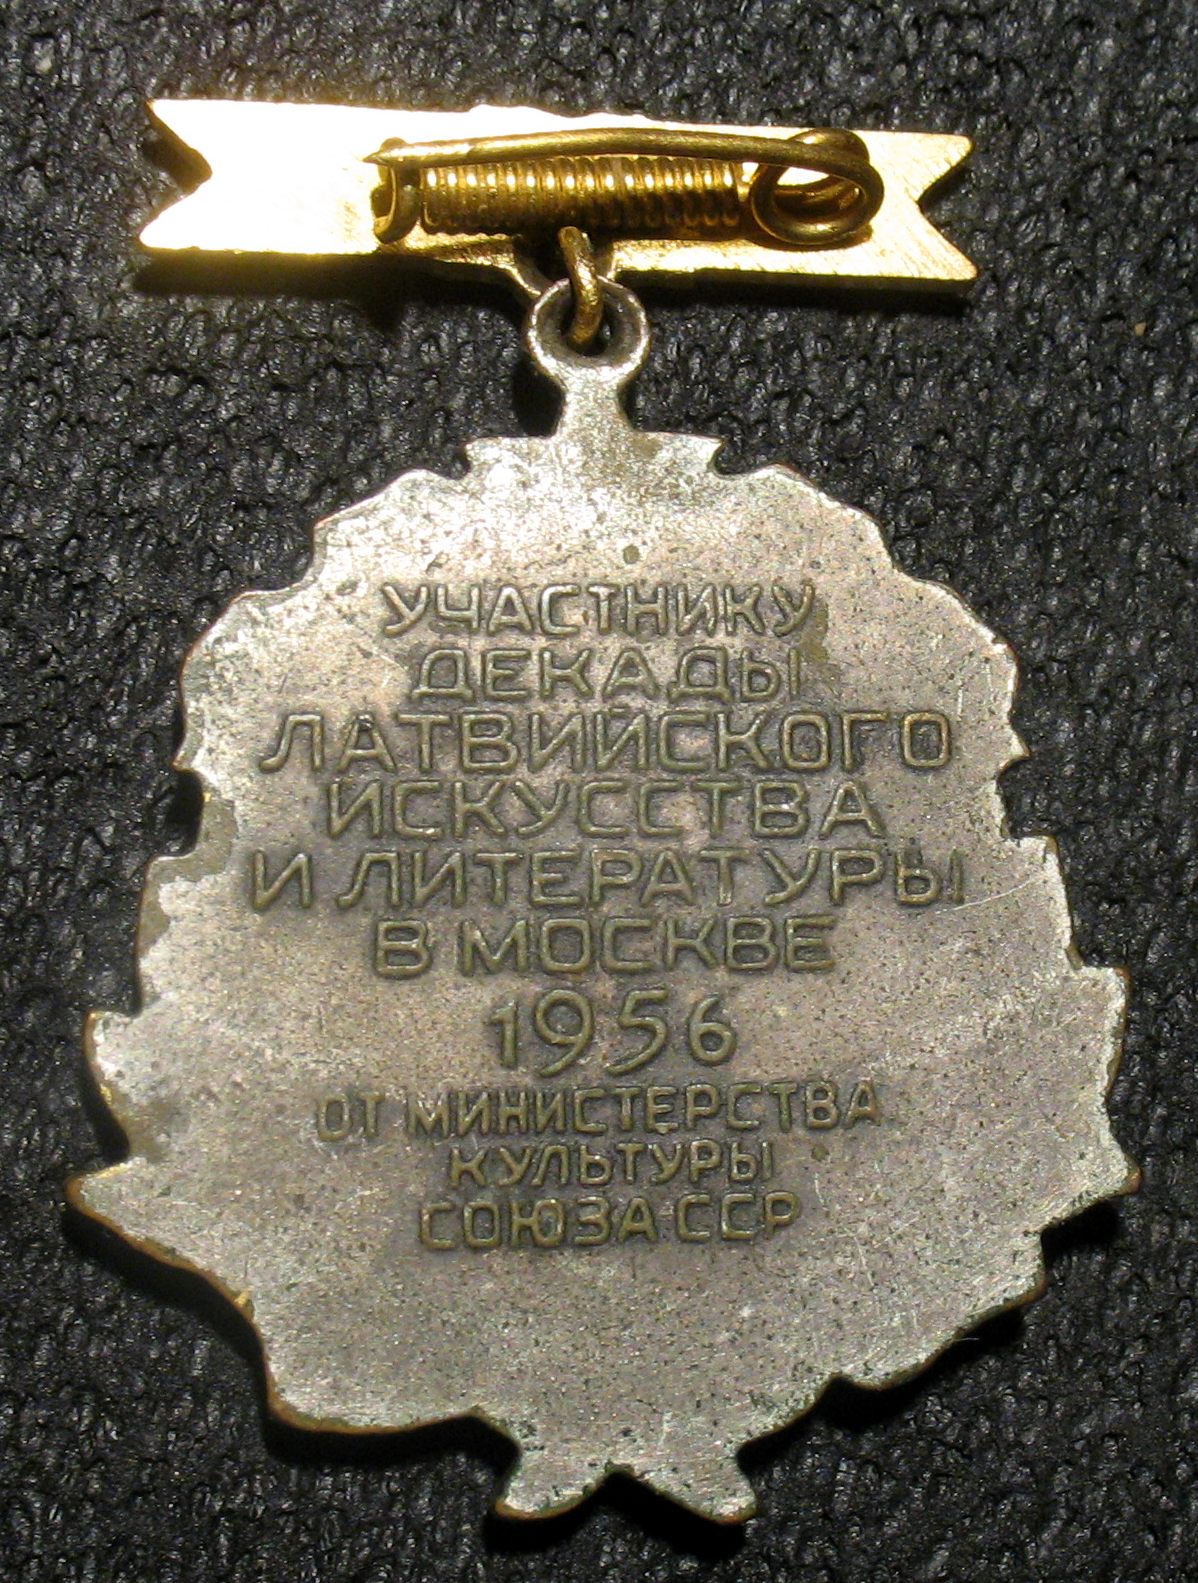 УЧАСТНИКУ
ДЕКАДЫ
ЛАТВИЙСКОГО
ИСКУССТВА
И ЛИТЕРАТУРЫ
В МОСКВЕ
1956
ОТ МИНИСТЕРСТВА
КУЛЬТУРЫ
СОЮЗА ССР